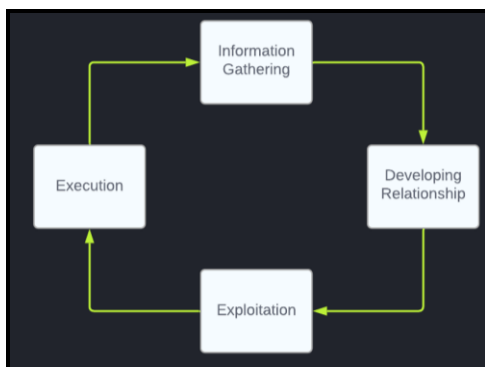 Information
Gathering
Developing
Relationship
Execution
Exploitation